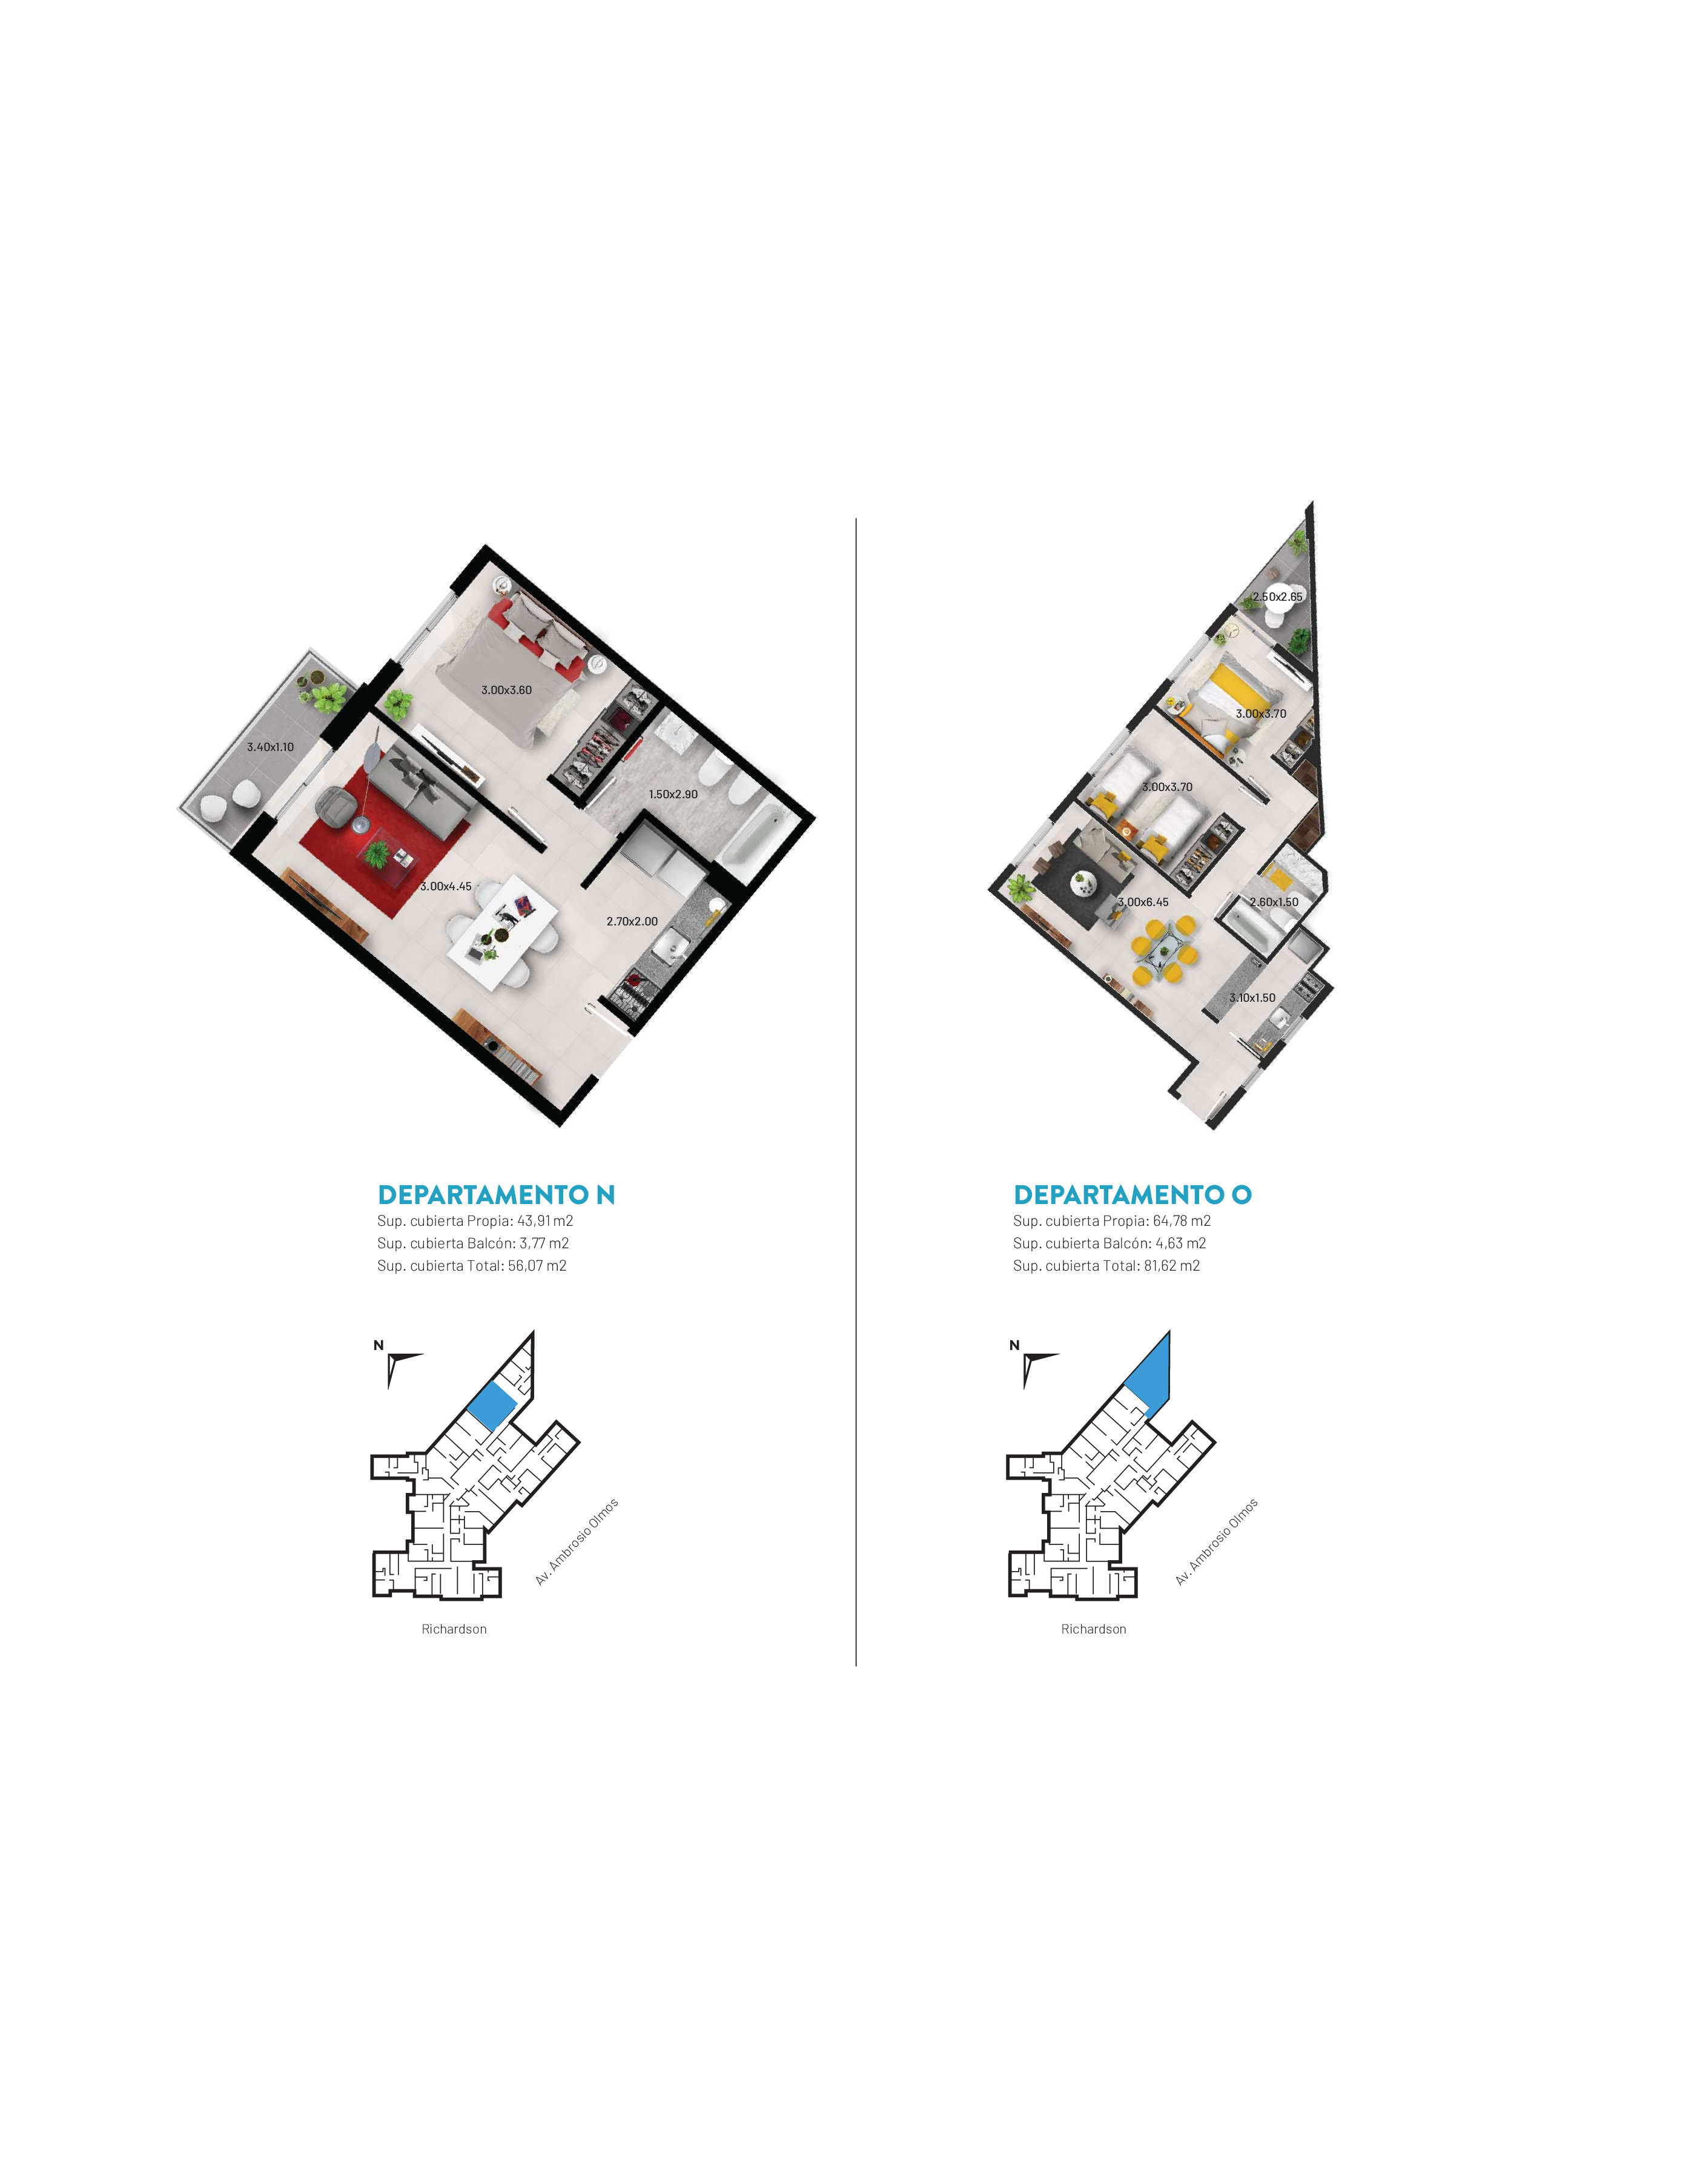 3.00x3.60
3.40x1.10
1.50x2.90
3.00x4.45
2.70x2.00
DEPARTAMENTO N
Sup. cubierta Propia: 43,91 m2
Sup. cubierta Balcón: 3,77 m2
Sup. cubierta Total: 56,07 m2
N
Av. Ambrosio Olmos
Richardson
2.50x2.65
3.00x3.70
3.00x3.70
3.00x6.45
2.60x1.50
3.10x1.50
DEPARTAMENTO O
Sup. cubierta Propia: 64,78 m2
Sup. cubierta Balcón: 4,63 m2
Sup. cubierta Total: 81,62 m2
N
Av. Ambrosio Olmos
Richardson